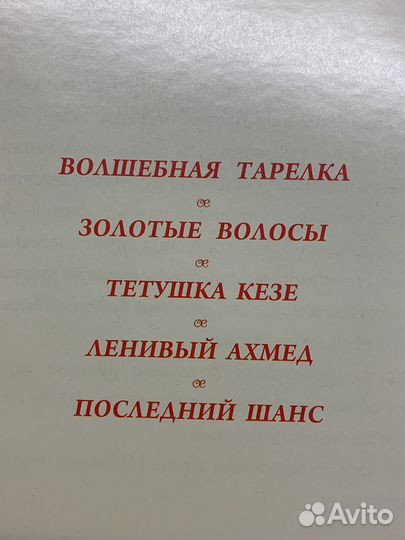 ВОЛШЕБНАЯ ТАРЕЛКА
ЗОЛОТЫЕ ВОЛОСЫ
ТЕТУШКА КЕЗЕ
ЛЕНИВЫЙ АХМЕД
ПОСЛЕДНИЙ ШАНС
Avito